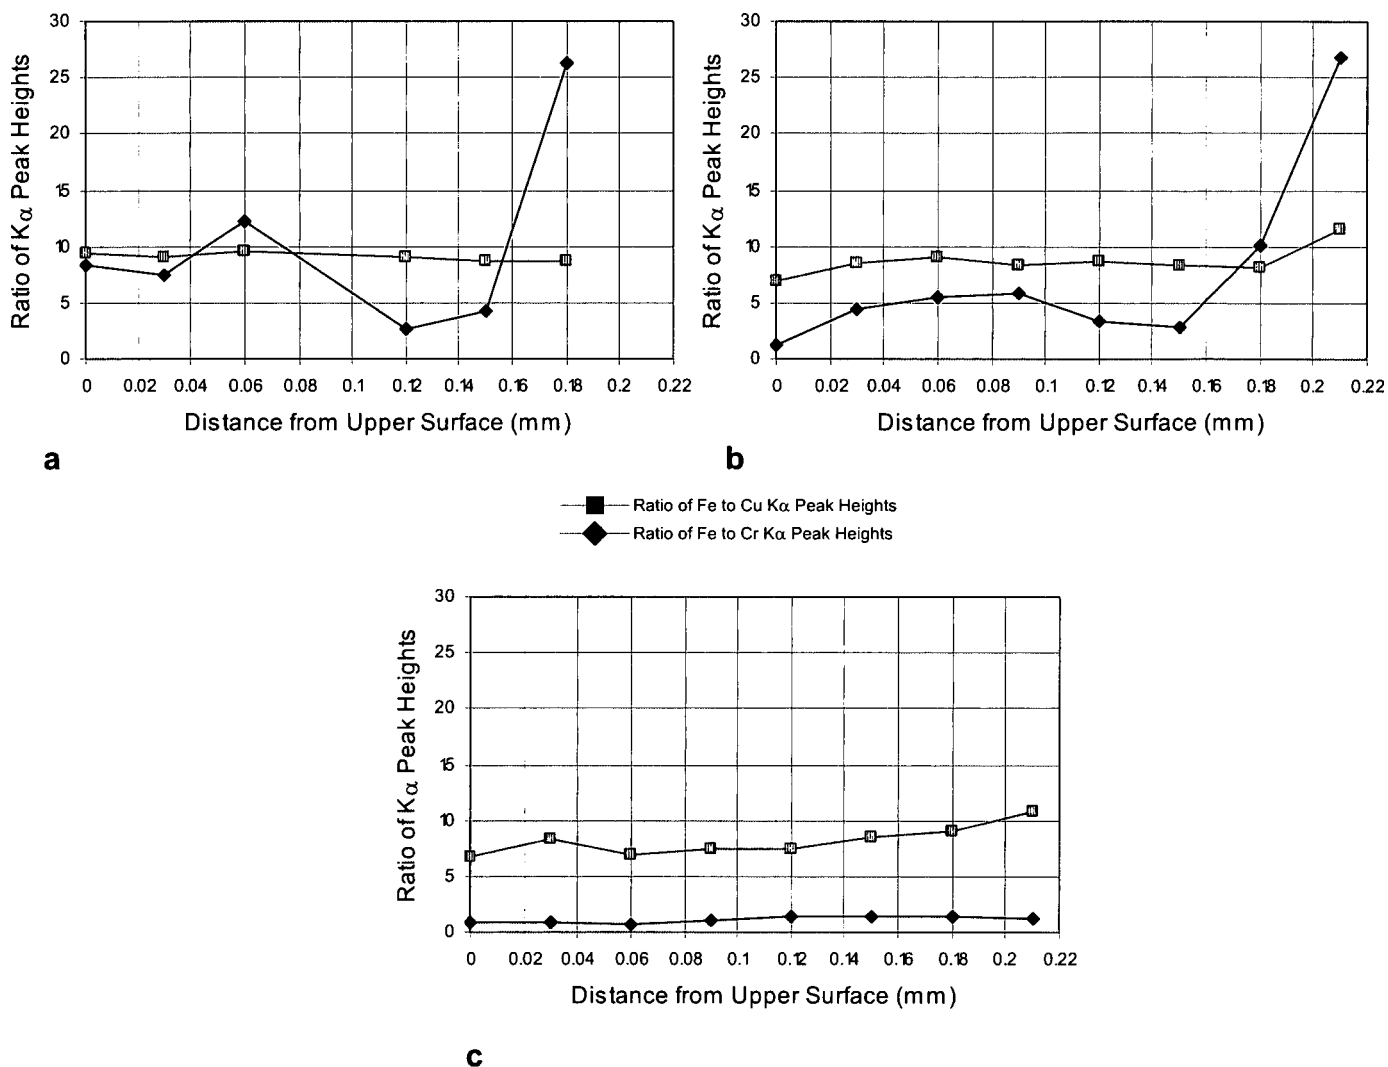 30
25
20
15
10
5
0
Ratio of Kα Peak Heights
0 0.02 0.04 0.06 0.08 0.1 0.12 0.14 0.16 0.18 0.2 0.22
Distance from Upper Surface (mm)
a
30
25
20
15
10
5
0
Ratio of Kα Peak Heights
0 0.02 0.04 0.06 0.08 0.1 0.12 0.14 0.16 0.18 0.2 0.22
Distance from Upper Surface (mm)
b
Ratio of Fe to Cu Kα Peak Heights
Ratio of Fe to Cr Kα Peak Heights
30
25
20
15
10
5
0
Ratio of Kα Peak Heights
0 0.02 0.04 0.06 0.08 0.1 0.12 0.14 0.16 0.18 0.2 0.22
Distance from Upper Surface (mm)
c